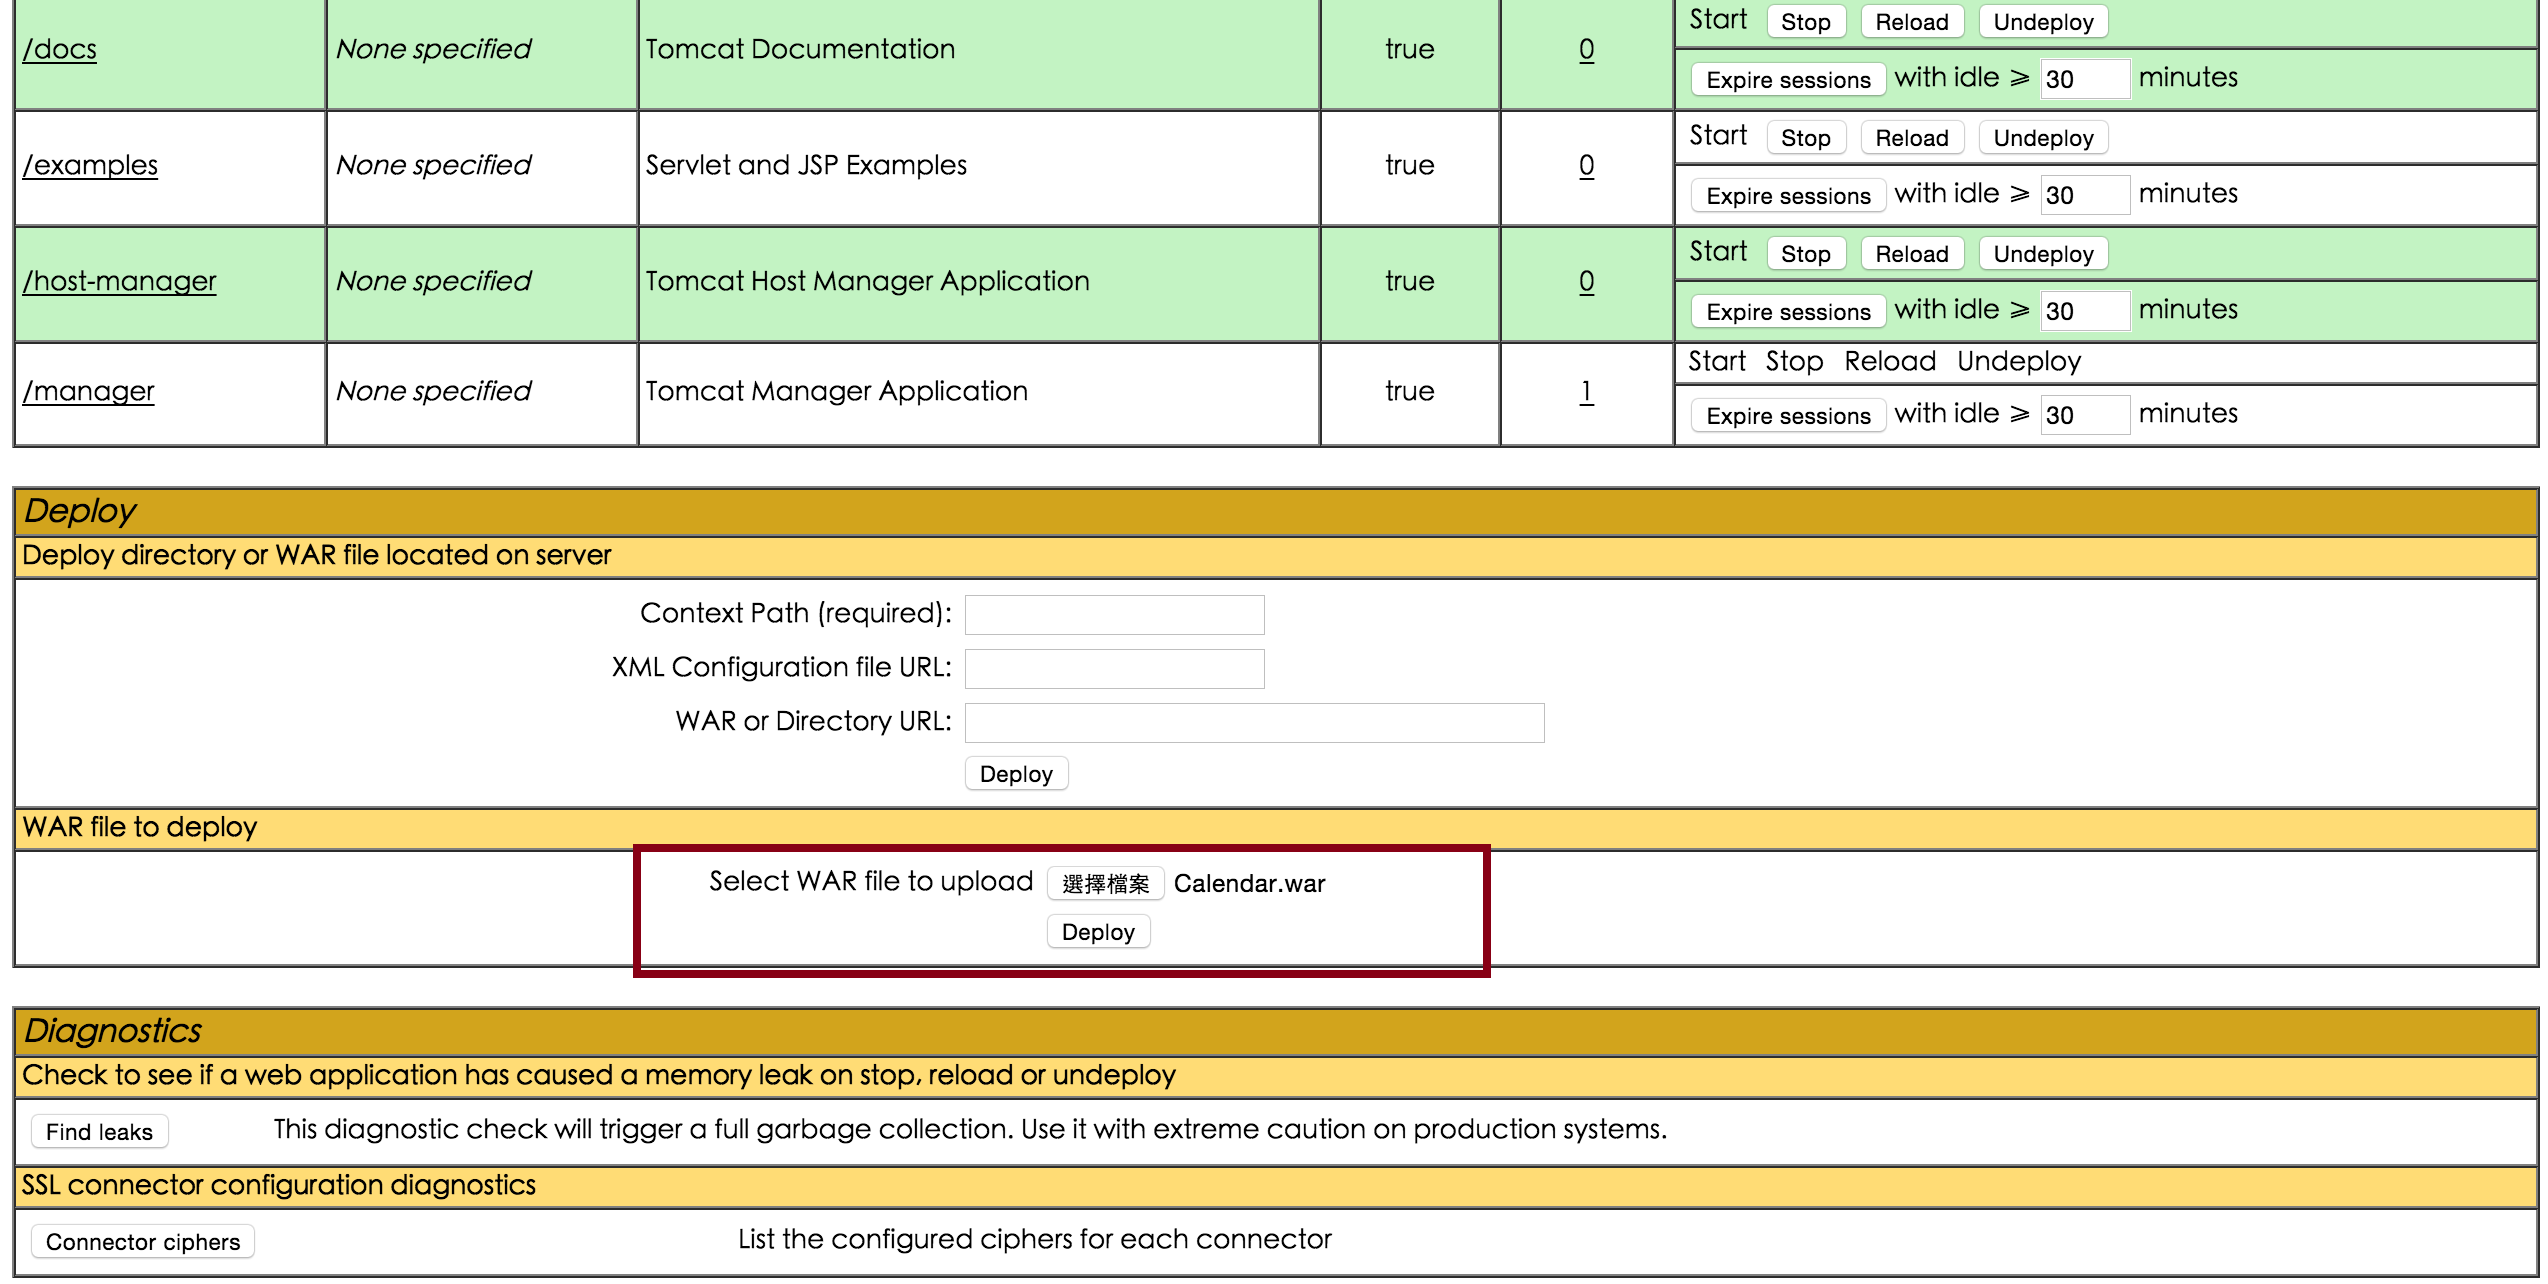 Start Stop Reload Undeploy
/docs None specified Tomcat Documentation true 0
Expire sessions with idle ≥ 30 minutes
Start Stop Reload Undeploy
/examples None specified Servlet and JSP Examples true 0
Expire sessions with idle ≥ 30 minutes
Start Stop Reload Undeploy
/host-manager None specified Tomcat Host Manager Application true 0
Expire sessions with idle ≥ 30 minutes
Start Stop Reload Undeploy
/manager None specified Tomcat Manager Application true 1
Expire sessions with idle ≥ 30 minutes
Deploy
Deploy directory or WAR file located on server
Context Path (required):
XML Configuration file URL:
WAR or Directory URL:
Deploy
WAR file to deploy
Select WAR file to upload 選擇檔案 Calendar.war
Deploy
Diagnostics
Check to see if a web application has caused a memory leak on stop, reload or undeploy
Find leaks This diagnostic check will trigger a full garbage collection. Use it with extreme caution on production systems.
SSL connector configuration diagnostics
Connector ciphers List the configured ciphers for each connector